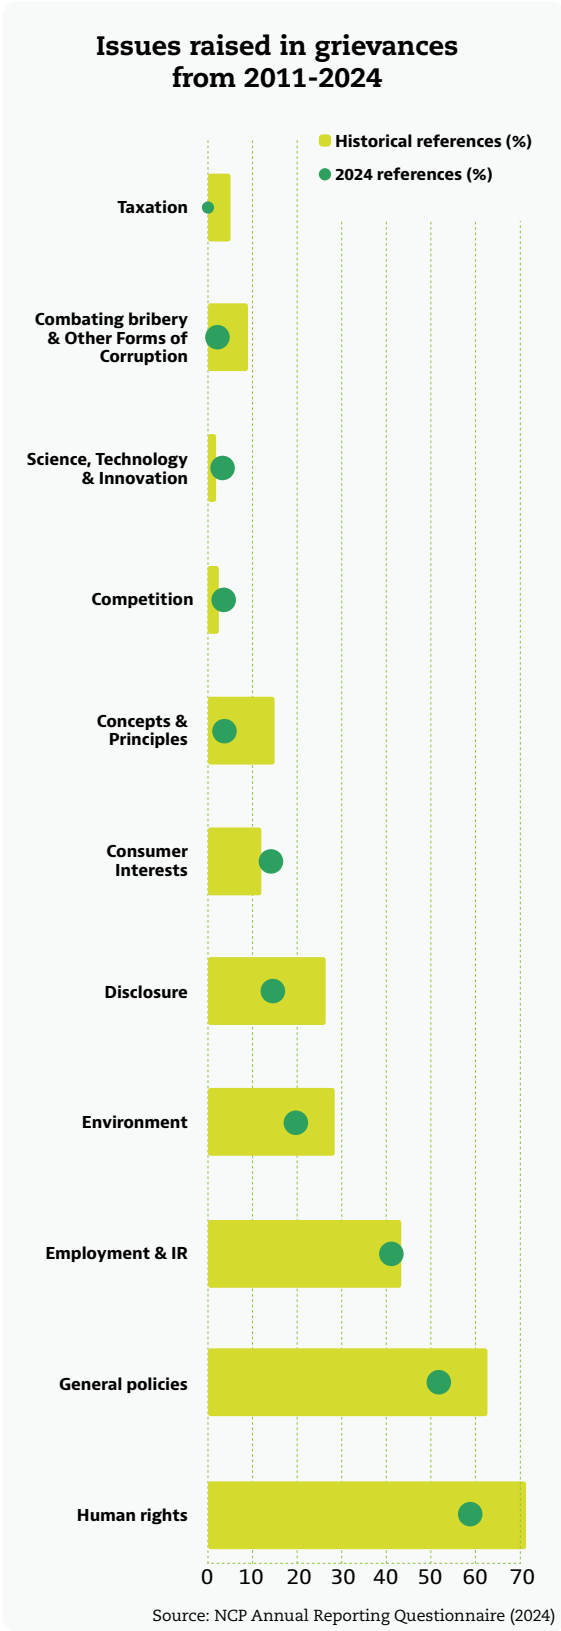 Issues raised in grievances
from 2011-2024
Historical references (%)
2024 references (%)
Taxation
Combating bribery
& Other Forms of
Corruption
Science, Technology
& Innovation
Competition
Concepts &
Principles
Consumer
Interests
Disclosure
Environment
Employment & IR
General policies
Human rights
0 10 20 30 40 50 60 70
Source: NCP Annual Reporting Questionnaire (2024)